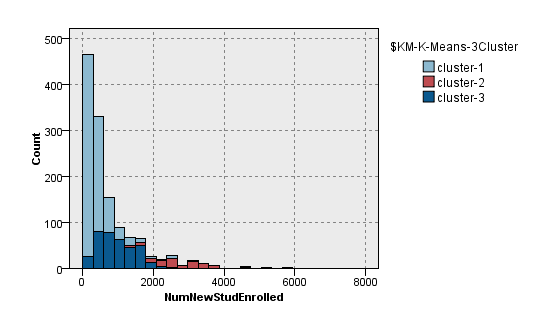 $KM-K-Means-3Cluster
cluster-1
cluster-2
cluster-3
Count
500
400
300
200
100
0
0 2000 4000 6000 8000
NumNewStudEnrolled